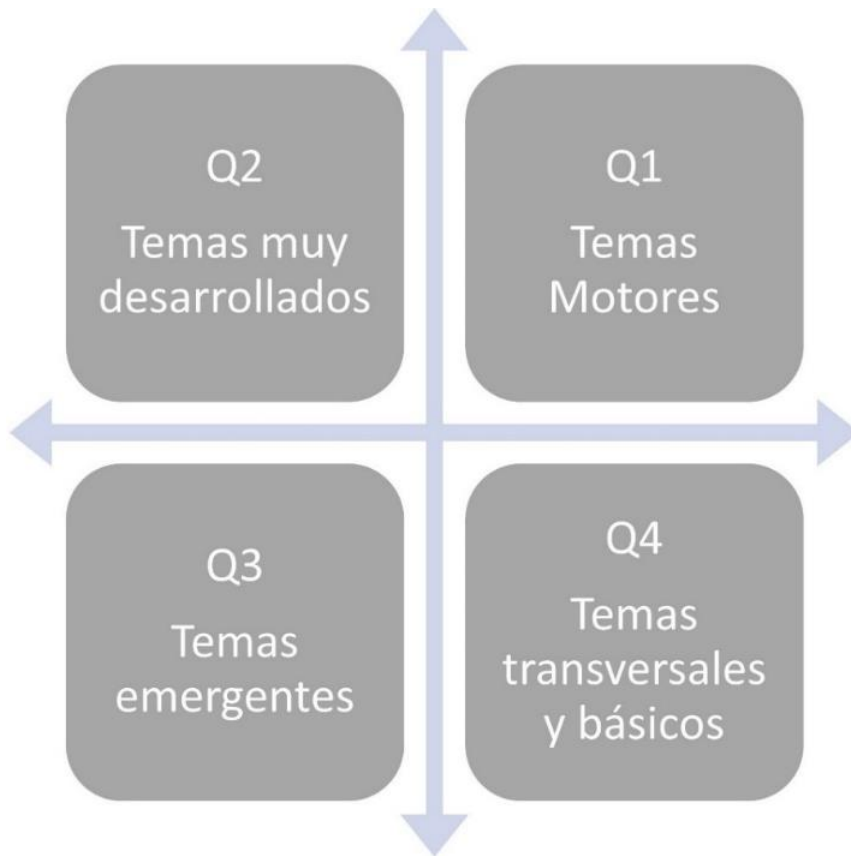 Q2
Temas muy
desarrollados
Q1
Temas
Motores
Q3
Temas
emergentes
Q4
Temas
transversales
y básicos